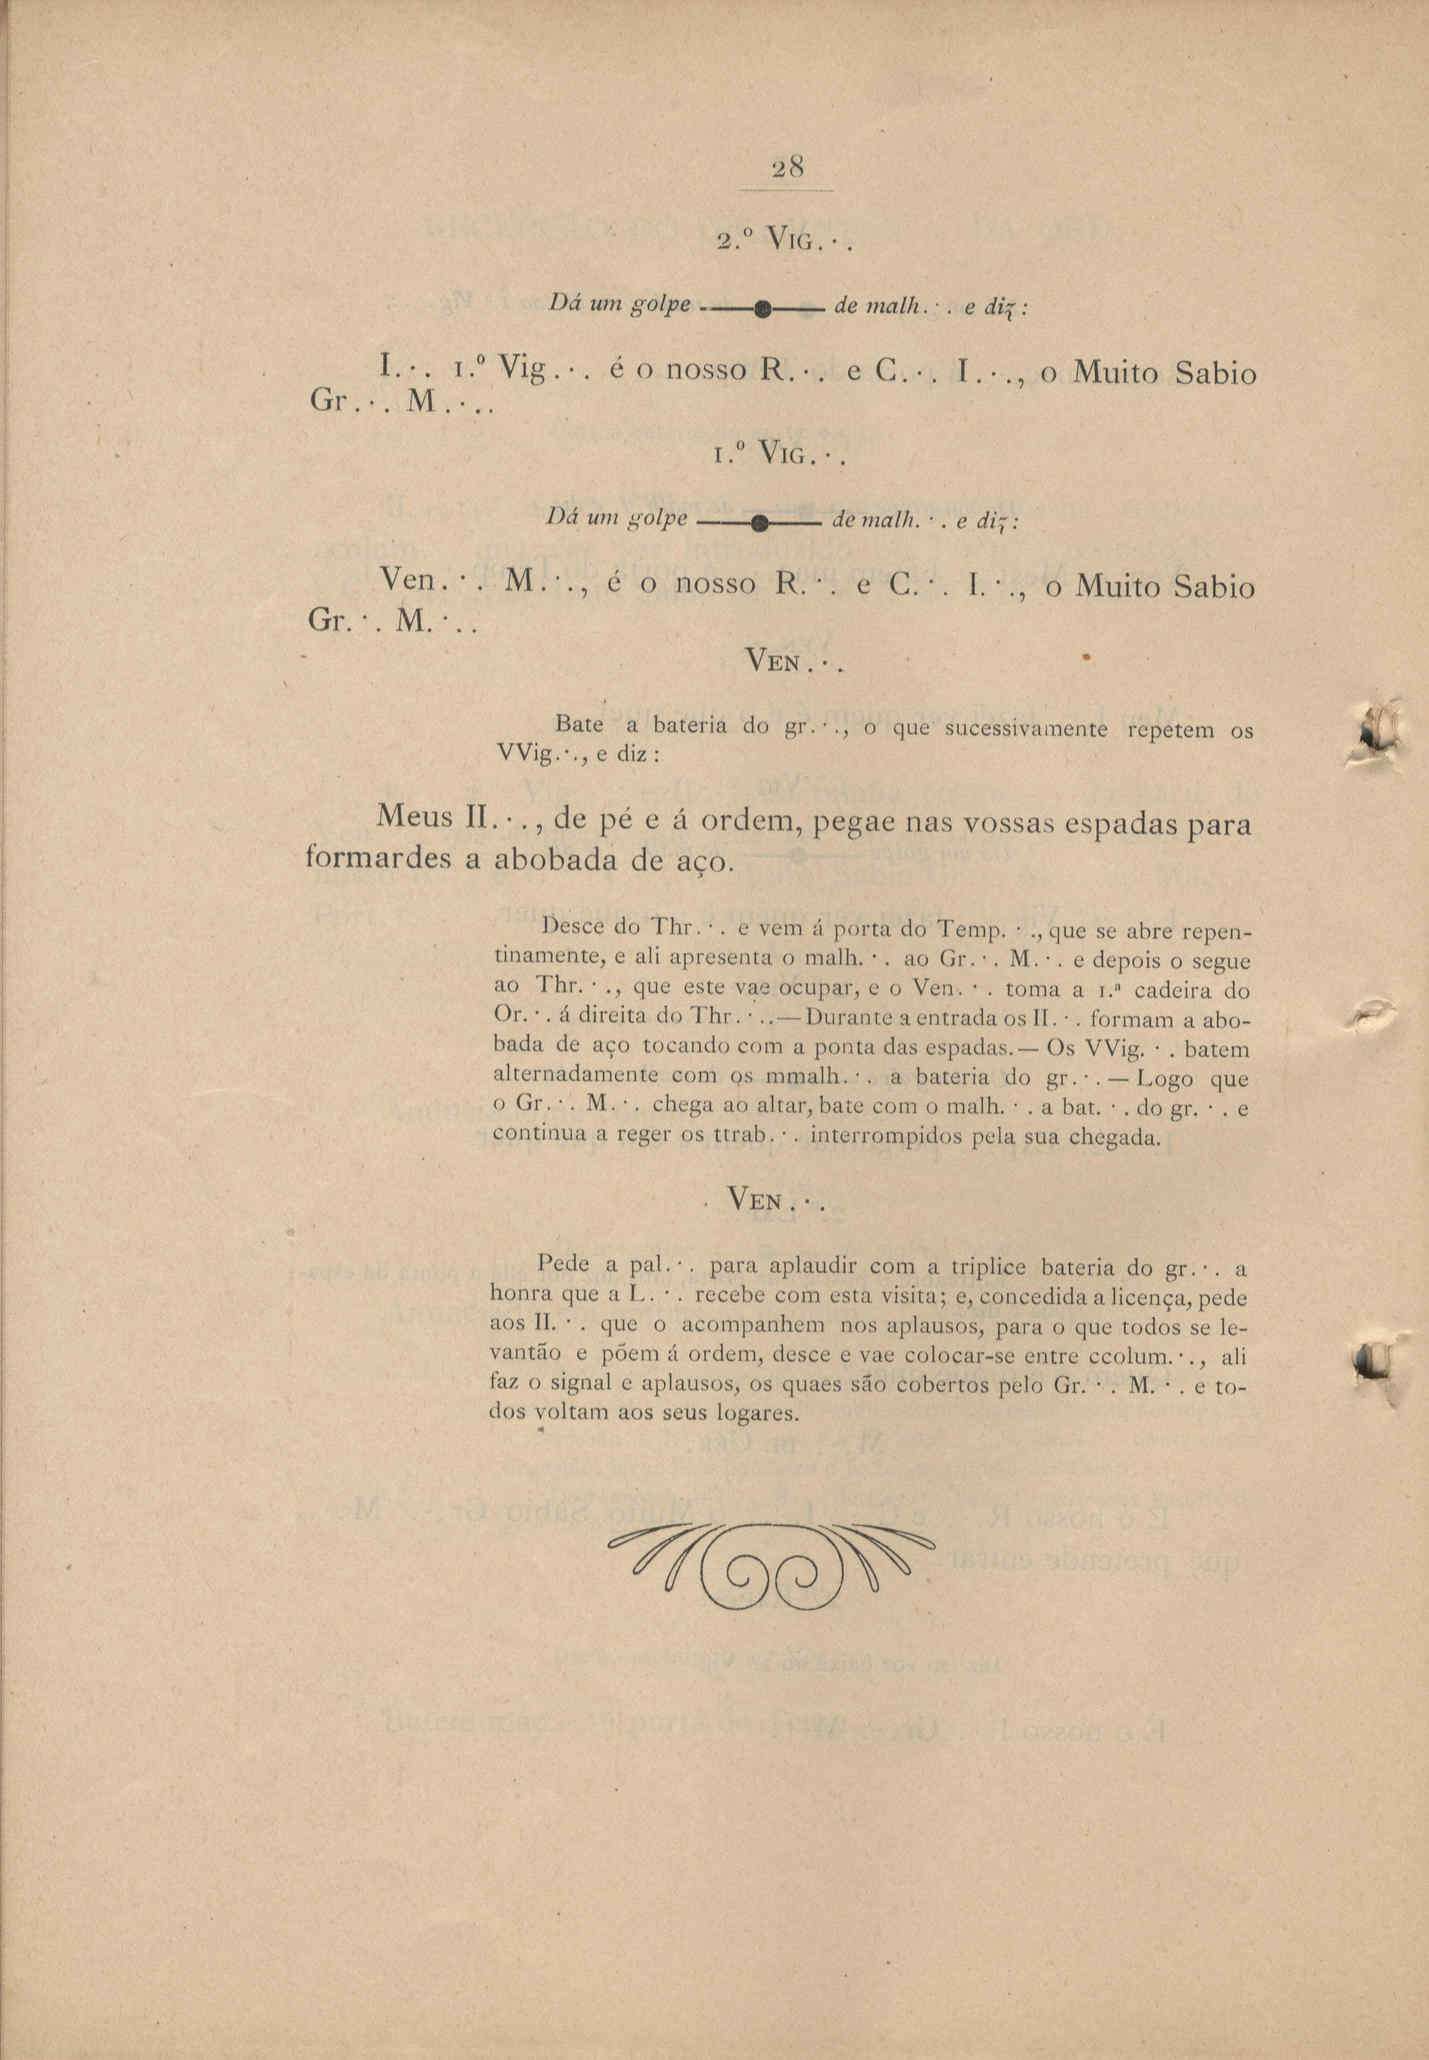 28
2.º VIG.·.
Dá um golpe ——●—— de malh.·. e diz:
I.·. 1.º Vig.·. é o nosso R.·. e C.·. I.·., o Muito Sabio
Gr.·. M.·..
1.º VIG.·.
Dá um golpe ——●—— de malh.·. e diz:
Ven.·. M.·., é o nosso R.·. e C.·. I.·., o Muito Sabio
Gr.·. M.·..
VEN.·.
Bate a bateria do gr.·., o que sucessivamente repetem os
VVig.·., e diz:
Meus II.·., de pé e á ordem, pegae nas vossas espadas para
formardes a abobada de aço.
Desce do Thr.·. e vem á porta do Temp.·., que se abre repen-
tinamente, e ali apresenta o malh.·. ao Gr.·. M.·. e depois o segue
ao Thr.·., que este vae ocupar, e o Ven.·. toma a 1.ª cadeira do
Or.·. á direita do Thr.·..—Durante a entrada os II.·. formam a abo-
bada de aço tocando com a ponta das espadas.— Os VVig.·. batem
alternadamente com os mmalh.·. a bateria do gr.·.— Logo que
o Gr.·. M.·. chega ao altar, bate com o malh.·. a bat.·. do gr.·. e
continua a reger os ttrab.·. interrompidos pela sua chegada.
VEN.·.
Pede a pal.·. para aplaudir com a triplice bateria do gr.·. a
honra que a L.·. recebe com esta visita; e, concedida a licença, pede
aos II.·. que o acompanhem nos aplausos, para o que todos se le-
vantão e põem á ordem, desce e vae colocar-se entre ccolum.·., ali
faz o signal e aplausos, os quaes são cobertos pelo Gr.·. M.·. e to-
dos voltam aos seus logares.